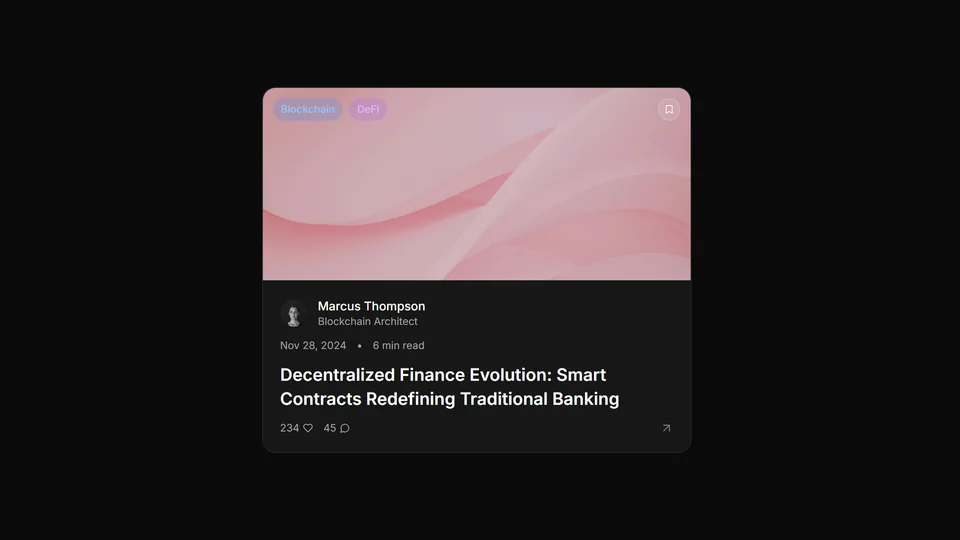 Blockchain DeFi
Marcus Thompson
Blockchain Architect
Nov 28, 2024 • 6 min read
Decentralized Finance Evolution: Smart
Contracts Redefining Traditional Banking
234 45